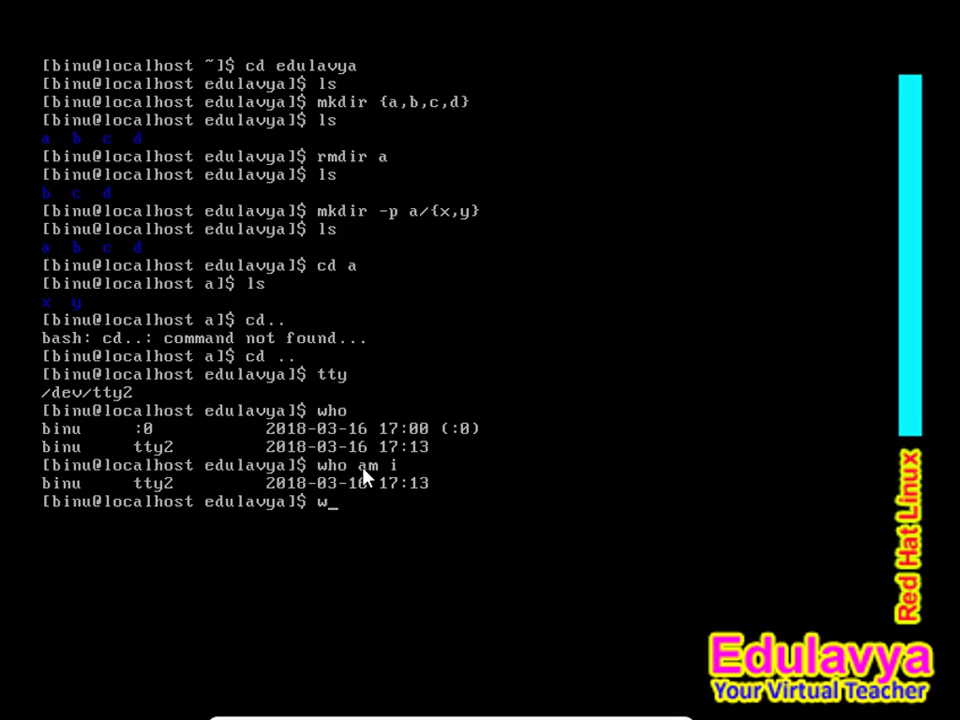 [binu@localhost ~]$ cd edulavya
[binu@localhost edulavya]$ ls
[binu@localhost edulavya]$ mkdir {a,b,c,d}
[binu@localhost edulavya]$ ls
a  b  c  d
[binu@localhost edulavya]$ rmdir a
[binu@localhost edulavya]$ ls
b  c  d
[binu@localhost edulavya]$ mkdir -p a/{x,y}
[binu@localhost edulavya]$ ls
a  b  c  d
[binu@localhost edulavya]$ cd a
[binu@localhost a]$ ls
x  y
[binu@localhost a]$ cd..
bash: cd..: command not found...
[binu@localhost a]$ cd ..
[binu@localhost edulavya]$ tty
/dev/tty2
[binu@localhost edulavya]$ who
binu     :0           2018-03-16 17:00 (:0)
binu     tty2         2018-03-16 17:13
[binu@localhost edulavya]$ who am i
binu     tty2         2018-03-16 17:13
[binu@localhost edulavya]$ w_
Red Hat Linux
Edulavya
Your Virtual Teacher